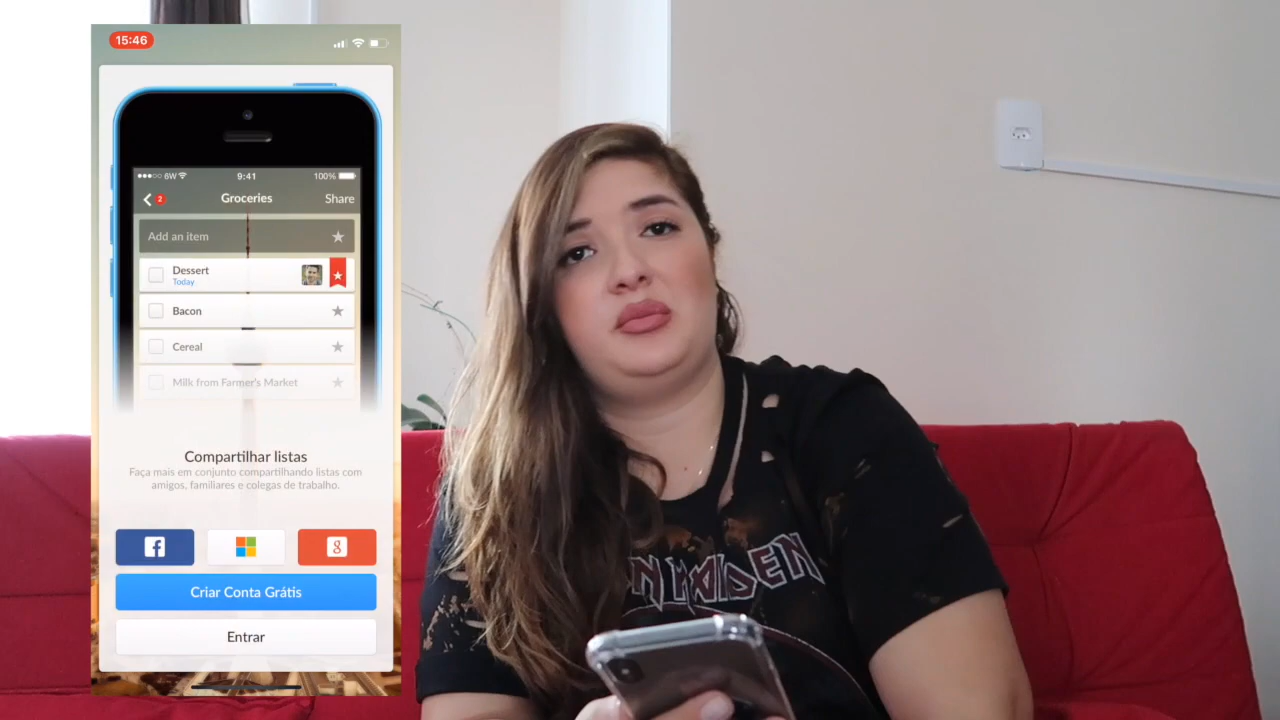 15:46
6W
9:41
100%
2
Groceries
Share
Add an item
Dessert
Today
Bacon
Cereal
Milk from Farmer's Market
Compartilhar listas
Faça mais em conjunto compartilhando listas com
amigos, familiares e colegas de trabalho.
f
8
Criar Conta Grátis
Entrar
N MAIDEN